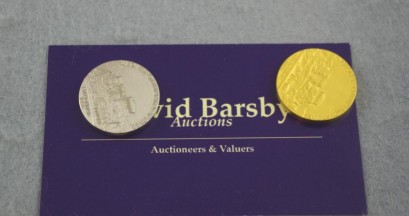 vid Barsby
Auctions
Auctioneers & Valuers